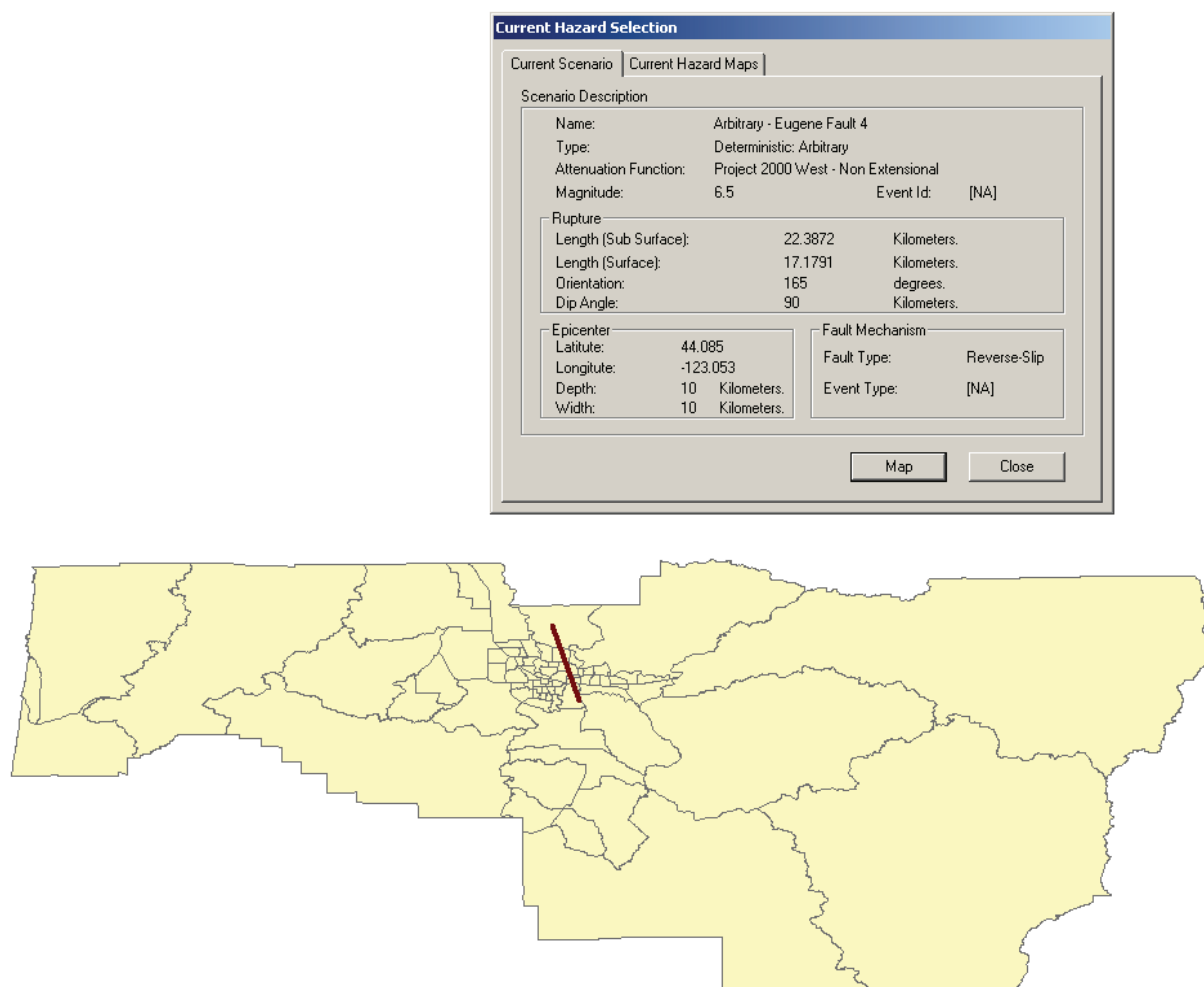 Current Hazard Selection
Current Scenario Current Hazard Maps
Scenario Description
Name: Arbitrary - Eugene Fault 4
Type: Deterministic: Arbitrary
Attenuation Function: Project 2000 West - Non Extensional
Magnitude: 6.5 Event Id: [NA]
Rupture
Length (Sub Surface): 22.3872 Kilometers.
Length (Surface): 17.1791 Kilometers.
Orientation: 165 degrees.
Dip Angle: 90 Kilometers.
Epicenter
Latitute: 44.085
Longitute: -123.053
Depth: 10 Kilometers.
Width: 10 Kilometers.
Fault Mechanism
Fault Type: Reverse-Slip
Event Type: [NA]
Map Close